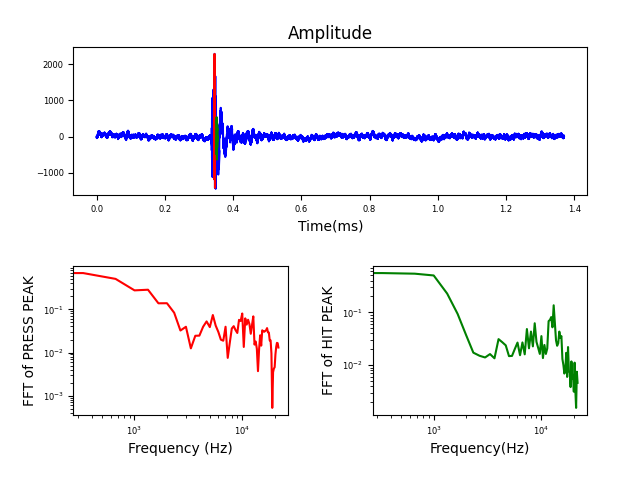 Amplitude
2000
1000
0
−1000
0.0 0.2 0.4 0.6 0.8 1.0 1.2 1.4
Time(ms)
FFT of PRESS PEAK
10⁻¹
10⁻²
10⁻³
10³ 10⁴
Frequency (Hz)
FFT of HIT PEAK
10⁻¹
10⁻²
10³ 10⁴
Frequency(Hz)